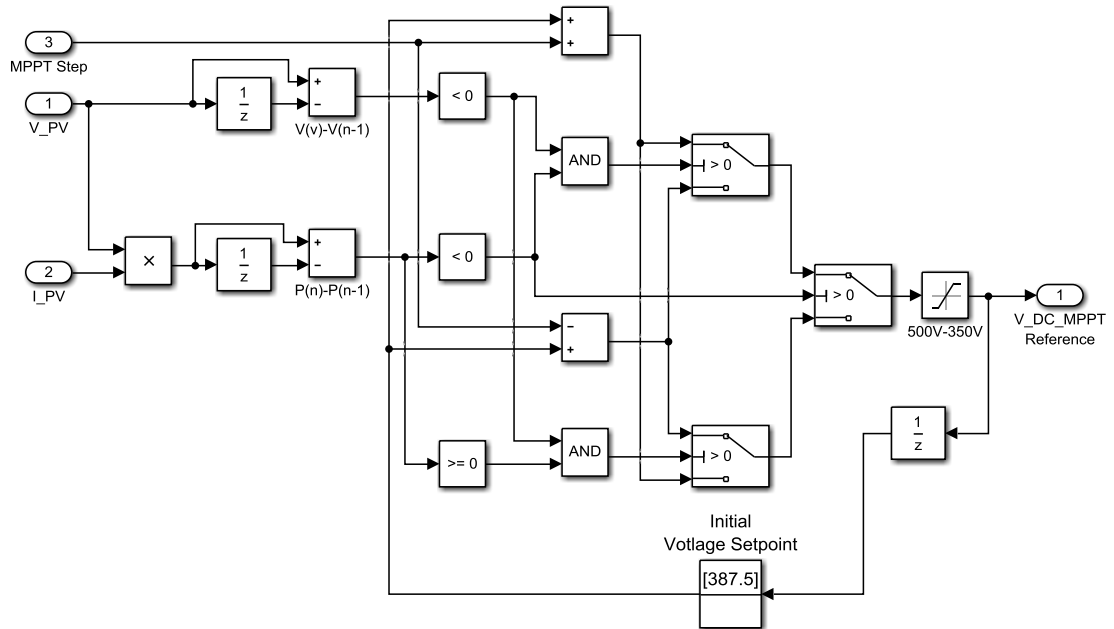 +
+
3
MPPT Step
1
z
+
−
V(v)-V(n-1)
< 0
1
V_PV
AND
> 0
×
1
z
+
−
P(n)-P(n-1)
< 0
2
I_PV
> 0
500V-350V
1
V_DC_MPPT
Reference
−
+
1
z
>= 0
AND
> 0
Initial
Votlage Setpoint
[387.5]